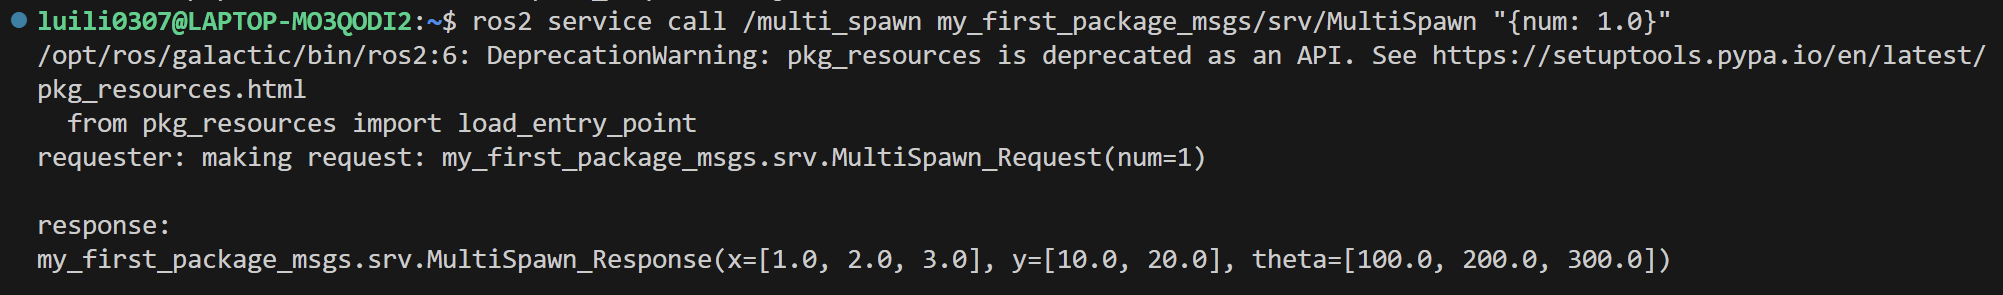 luili0307@LAPTOP-MO3QODI2:~$ ros2 service call /multi_spawn my_first_package_msgs/srv/MultiSpawn "{num: 1.0}"
/opt/ros/galactic/bin/ros2:6: DeprecationWarning: pkg_resources is deprecated as an API. See https://setuptools.pypa.io/en/latest/
pkg_resources.html
  from pkg_resources import load_entry_point
requester: making request: my_first_package_msgs.srv.MultiSpawn_Request(num=1)
response:
my_first_package_msgs.srv.MultiSpawn_Response(x=[1.0, 2.0, 3.0], y=[10.0, 20.0], theta=[100.0, 200.0, 300.0])